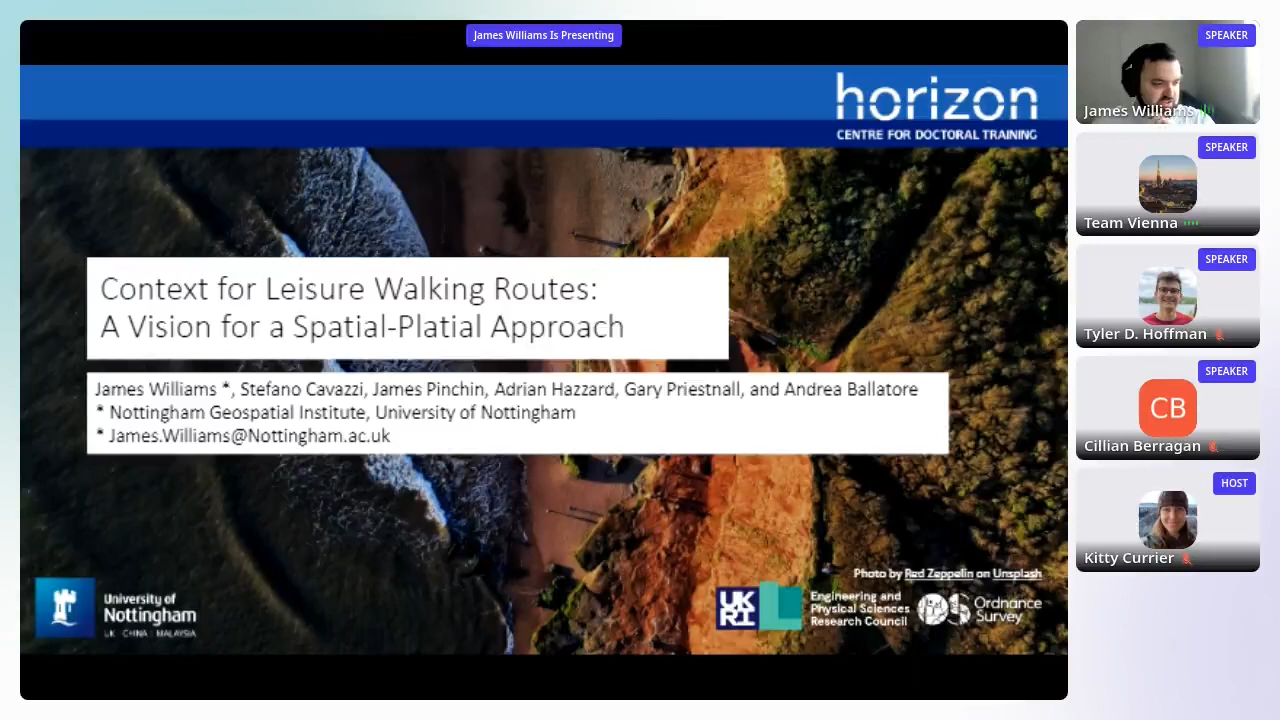 James Williams Is Presenting
horizon
CENTRE FOR DOCTORAL TRAINING
Context for Leisure Walking Routes:
A Vision for a Spatial-Platial Approach
James Williams *, Stefano Cavazzi, James Pinchin, Adrian Hazzard, Gary Priestnall, and Andrea Ballatore
* Nottingham Geospatial Institute, University of Nottingham
* James.Williams@Nottingham.ac.uk
Photo by Red Zeppelin on Unsplash
University of
Nottingham
UK CHINA MALAYSIA
UK
RI
Engineering and
Physical Sciences
Research Council
OS
Ordnance
Survey
SPEAKER
James Williams
SPEAKER
Team Vienna
SPEAKER
Tyler D. Hoffman
SPEAKER
CB
Cillian Berragan
HOST
Kitty Currier